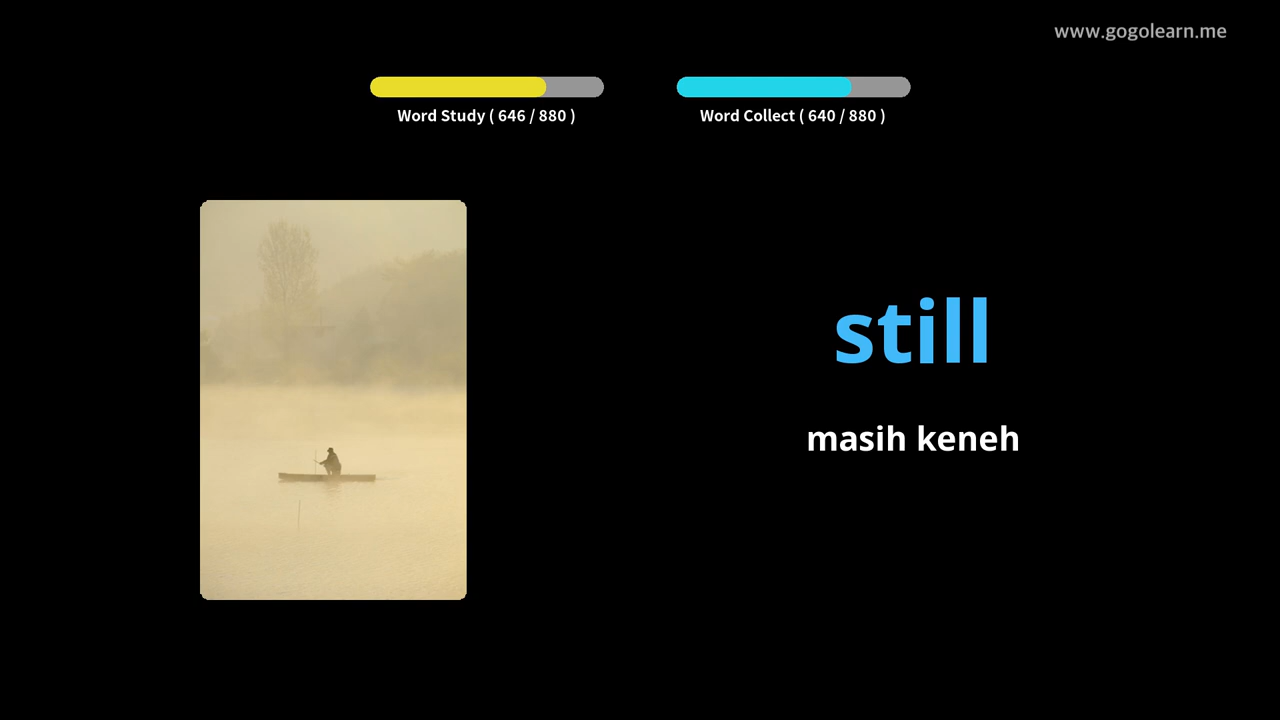 www.gogolearn.me
Word Study ( 646 / 880 )
Word Collect ( 640 / 880 )
still
masih keneh